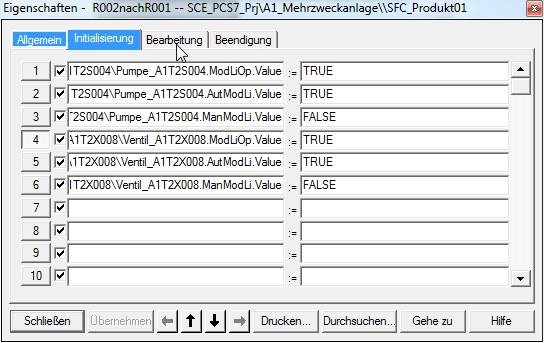 Eigenschaften - R002nachR001 -- SCE_PCS7_Prj\A1_Mehrzweckanlage\\SFC_Produkt01
Allgemein Initialisierung Bearbeitung Beendigung
1 IT2S004\Pumpe_A1T2S004.ModLiOp.Value := TRUE
2 T2S004\Pumpe_A1T2S004.AutModLi.Value := TRUE
3 T2S004\Pumpe_A1T2S004.ManModLi.Value := FALSE
4 A1T2X008\Ventil_A1T2X008.ModLiOp.Value := TRUE
5 \1T2X008\Ventil_A1T2X008.AutModLi.Value := TRUE
6 IT2X008\Ventil_A1T2X008.ManModLi.Value := FALSE
7 :=
8 :=
9 :=
10 :=
Schließen Übernehmen Drucken... Durchsuchen... Gehe zu Hilfe